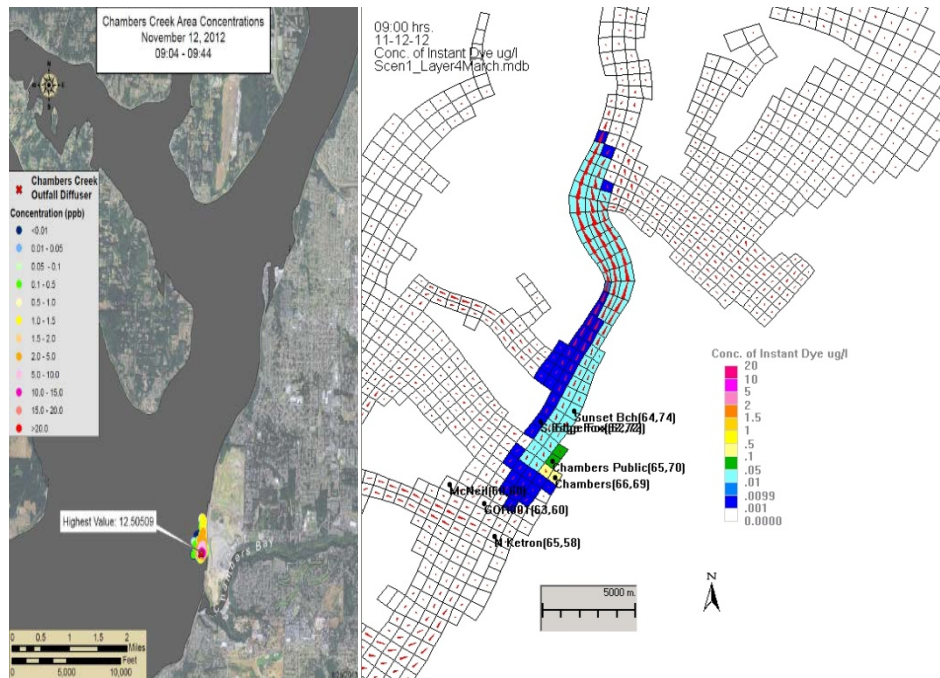 Chambers Creek Area Concentrations
November 12, 2012
09:04 - 09:44
N
Chambers Creek
Outfall Diffuser
Concentration (ppb)
<0.01
0.01 - 0.05
0.05 - 0.1
0.1 - 0.5
0.5 - 1.0
1.0 - 1.5
1.5 - 2.0
2.0 - 5.0
5.0 - 10.0
10.0 - 15.0
15.0 - 20.0
>20.0
Highest Value: 12.50509
Chambers Bay
0 0.5 1 2
Miles
Feet
0 5,000 10,000
09:00 hrs.
11-12-12
Conc. of Instant Dye ug/l
Scen1_Layer4March.mdb
Sunset Bch(64,74)
Chambers Public(65,70)
Chambers(66,69)
N Ketron(65,58)
Conc. of Instant Dye ug/l
20
10
5
2
1.5
1
.5
.1
.05
.01
.0099
.001
0.0000
5000 m.
N